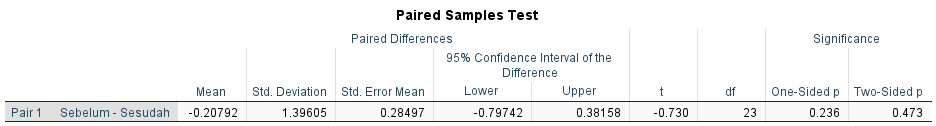 Paired Samples Test
Paired Differences Significance
95% Confidence Interval of the
Difference
Mean Std. Deviation Std. Error Mean Lower Upper t df One-Sided p Two-Sided p
Pair 1 Sebelum - Sesudah -0.20792 1.39605 0.28497 -0.79742 0.38158 -0.730 23 0.236 0.473